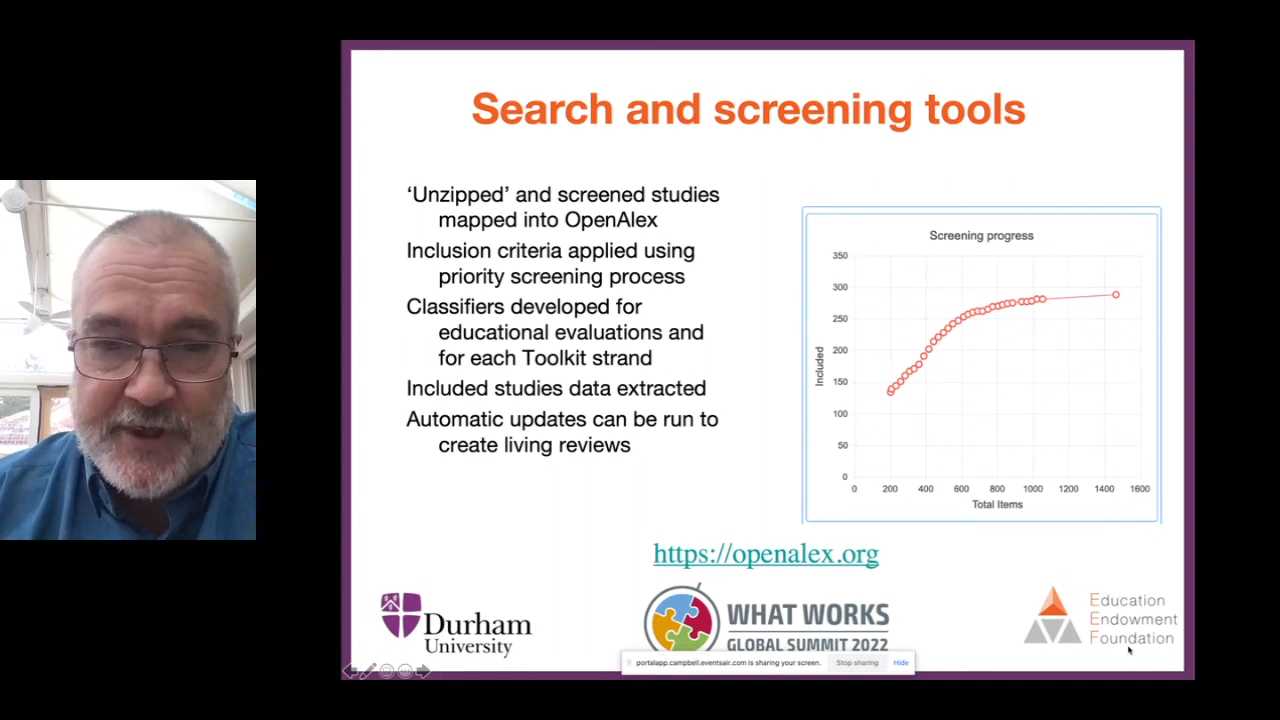 Search and screening tools
‘Unzipped’ and screened studies
mapped into OpenAlex
Inclusion criteria applied using
priority screening process
Classifiers developed for
educational evaluations and
for each Toolkit strand
Included studies data extracted
Automatic updates can be run to
create living reviews
Screening progress
350
300
250
200
150
100
50
0
Included
0 200 400 600 800 1000 1200 1400 1600
Total Items
https://openalex.org
Durham
University
WHAT WORKS
GLOBAL SUMMIT 2022
Education
Endowment
Foundation
portalapp.campbell.eventsair.com is sharing your screen. Stop sharing Hide